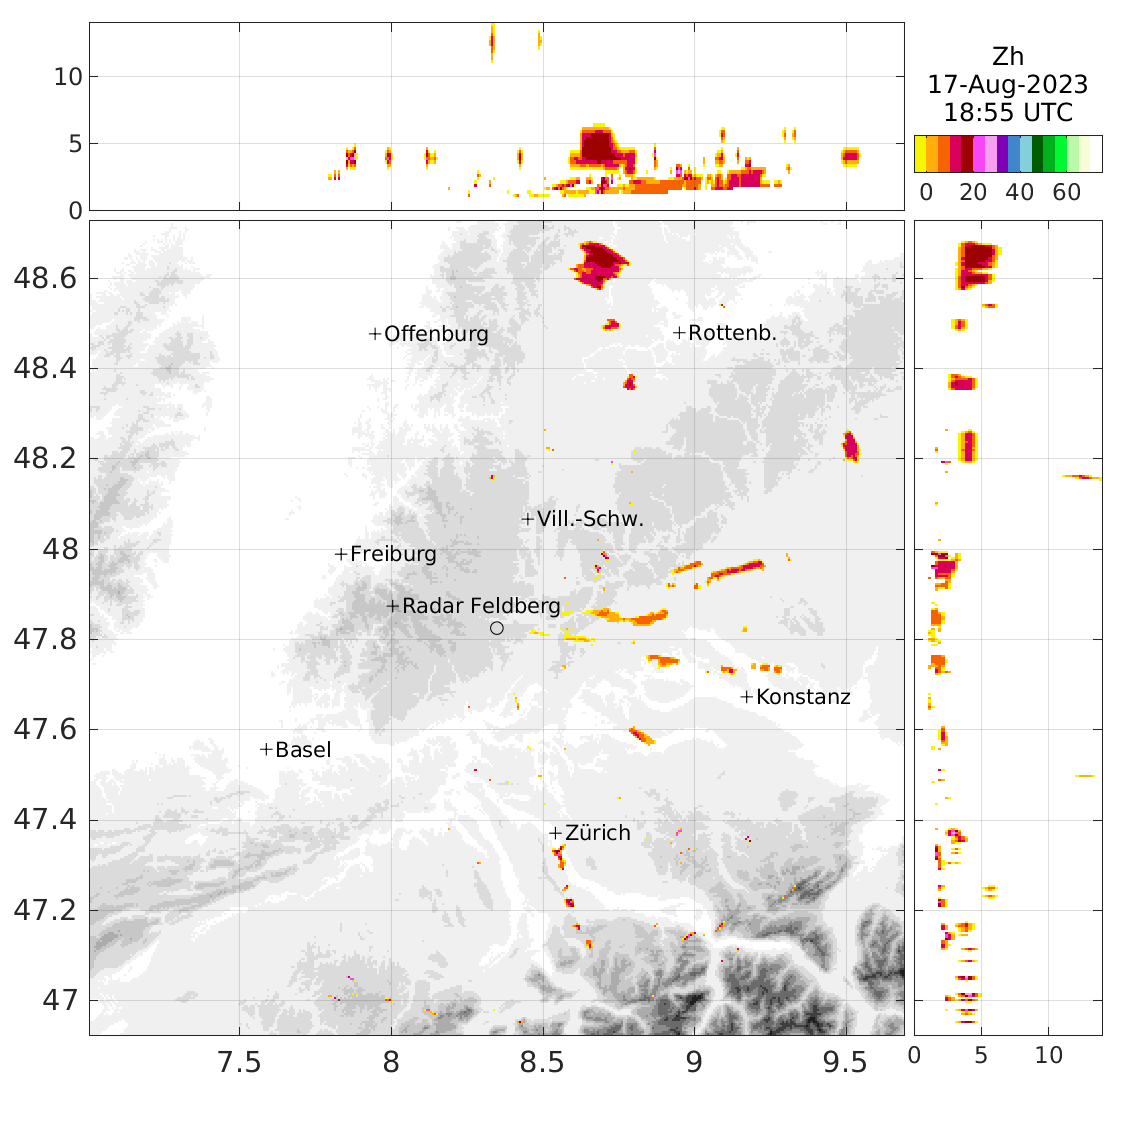 Zh
17-Aug-2023
18:55 UTC
0 20 40 60
10
5
0
48.6
48.4
48.2
48
47.8
47.6
47.4
47.2
47
+Offenburg
+Rottenb.
+Vill.-Schw.
+Freiburg
+Radar Feldberg
+Konstanz
+Basel
+Zürich
7.5 8 8.5 9 9.5
0 5 10